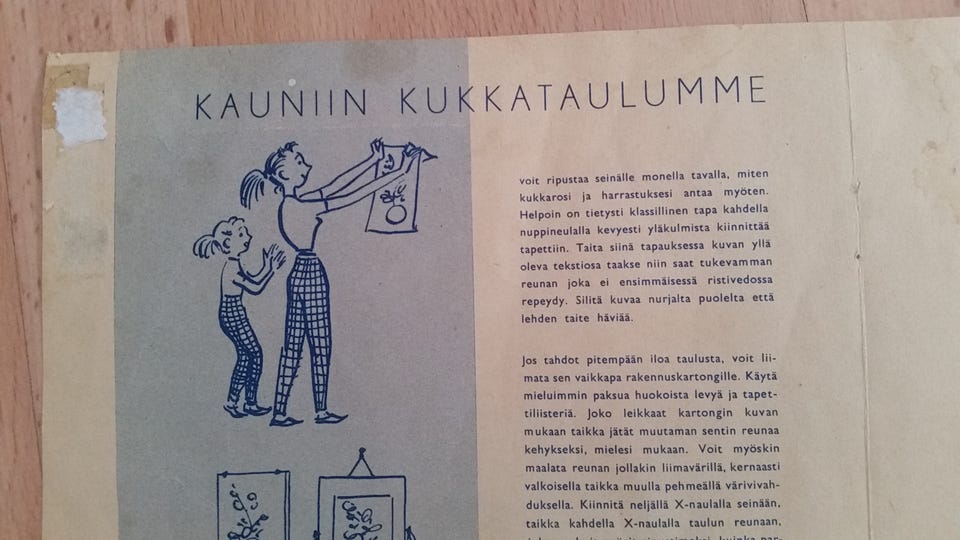 KAUNIIN KUKKATAULUMME
voit ripustaa seinälle monella tavalla, miten
kukkarosi ja harrastuksesi antaa myöten.
Helpoin on tietysti klassillinen tapa kahdella
nuppineulalla kevyesti yläkulmista kiinnittää
tapettiin. Taita siinä tapauksessa kuvan yllä
oleva tekstiosa taakse niin saat tukevamman
reunan joka ei ensimmäisessä ristivedossa
repeydy. Silitä kuvaa nurjalta puolelta että
lehden taite häviää.
Jos tahdot pitempään iloa taulusta, voit lii-
mata sen vaikkapa rakennuskartongille. Käytä
mieluimmin paksua huokoista levyä ja tapet-
tiliisteriä. Joko leikkaat kartongin kuvan
mukaan taikka jätät muutaman sentin reunaa
kehykseksi, mielesi mukaan. Voit myöskin
maalata reunan jollakin liimavärillä, kernaasti
valkoisella taikka muulla pehmeällä värivivah-
duksella. Kiinnitä neljällä X-naulalla seinään,
taikka kahdella X-naulalla taulun reunaan,